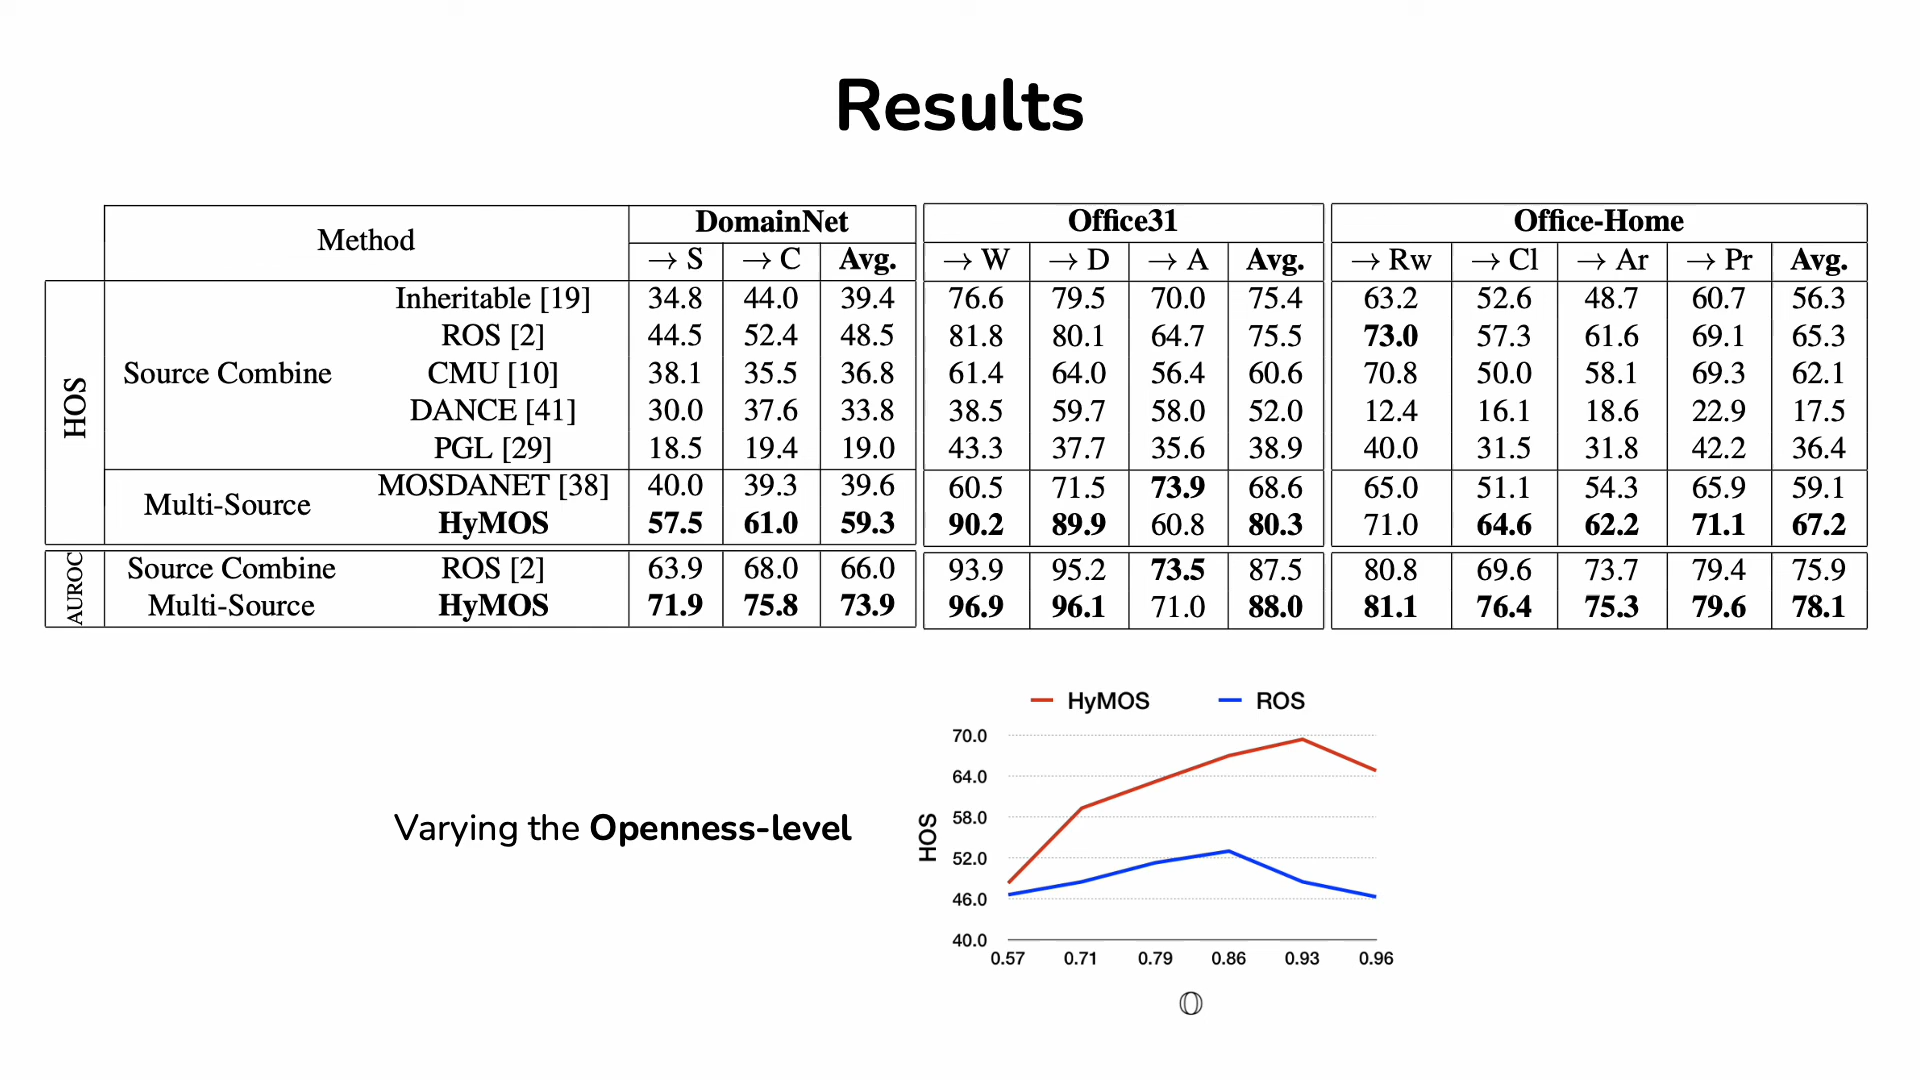 Results
Method DomainNet Office31 Office-Home
→ S → C Avg. → W → D → A Avg. → Rw → Cl → Ar → Pr Avg.
HOS
Source Combine
Inheritable [19] 34.8 44.0 39.4 76.6 79.5 70.0 75.4 63.2 52.6 48.7 60.7 56.3
ROS [2] 44.5 52.4 48.5 81.8 80.1 64.7 75.5 73.0 57.3 61.6 69.1 65.3
CMU [10] 38.1 35.5 36.8 61.4 64.0 56.4 60.6 70.8 50.0 58.1 69.3 62.1
DANCE [41] 30.0 37.6 33.8 38.5 59.7 58.0 52.0 12.4 16.1 18.6 22.9 17.5
PGL [29] 18.5 19.4 19.0 43.3 37.7 35.6 38.9 40.0 31.5 31.8 42.2 36.4
Multi-Source
MOSDANET [38] 40.0 39.3 39.6 60.5 71.5 73.9 68.6 65.0 51.1 54.3 65.9 59.1
HyMOS 57.5 61.0 59.3 90.2 89.9 60.8 80.3 71.0 64.6 62.2 71.1 67.2
AUROC
Source Combine ROS [2] 63.9 68.0 66.0 93.9 95.2 73.5 87.5 80.8 69.6 73.7 79.4 75.9
Multi-Source HyMOS 71.9 75.8 73.9 96.9 96.1 71.0 88.0 81.1 76.4 75.3 79.6 78.1
Varying the Openness-level
HyMOS ROS
HOS
70.0
64.0
58.0
52.0
46.0
40.0
0.57 0.71 0.79 0.86 0.93 0.96
𝕆